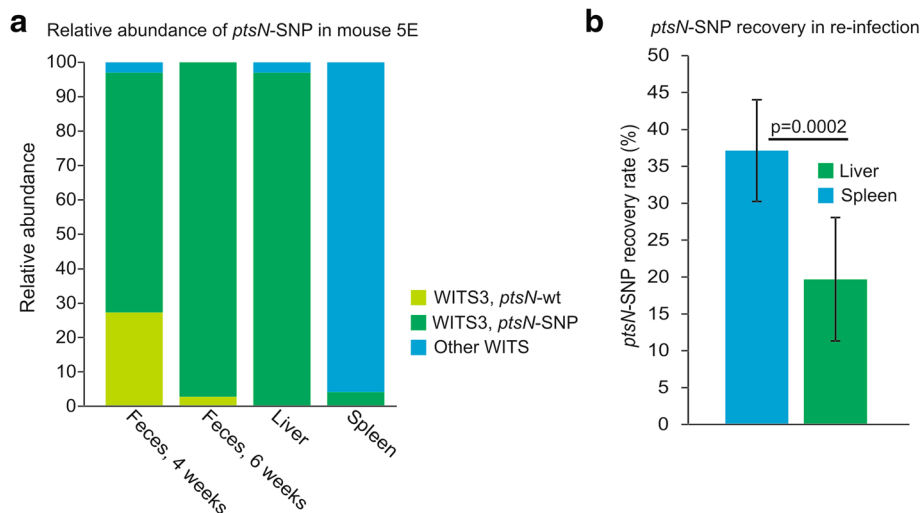 a
Relative abundance of ptsN-SNP in mouse 5E
Relative abundance
100
90
80
70
60
50
40
30
20
10
0
Feces, 4 weeks
Feces, 6 weeks
Liver
Spleen
WITS3, ptsN-wt
WITS3, ptsN-SNP
Other WITS
b
ptsN-SNP recovery in re-infection
ptsN-SNP recovery rate (%)
50
45
40
35
30
25
20
15
10
5
0
p=0.0002
Liver
Spleen